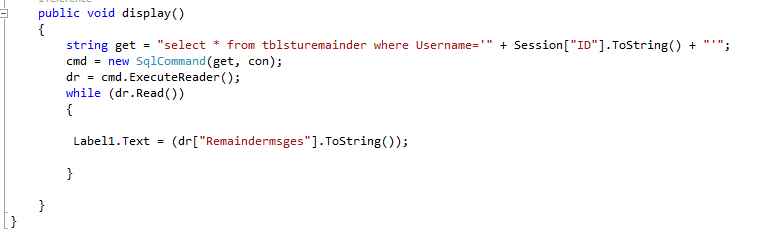 public void display()
{
string get = "select * from tblsturemainder where Username='" + Session["ID"].ToString() + "'";
cmd = new SqlCommand(get, con);
dr = cmd.ExecuteReader();
while (dr.Read())
{
Label1.Text = (dr["Remaindermsges"].ToString());
}
}
}